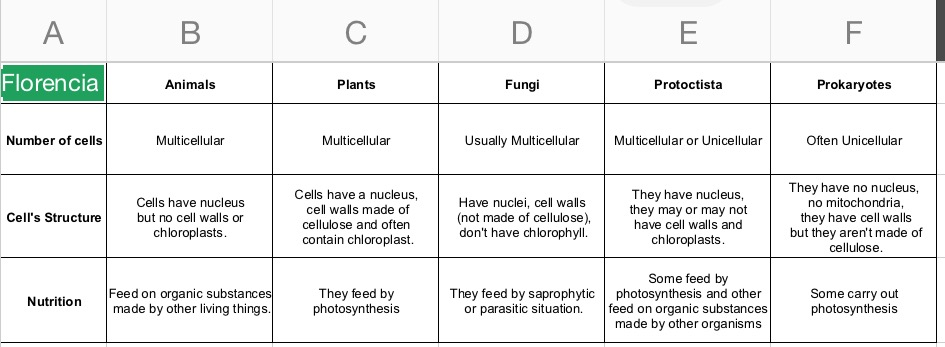 A B C D E F
Florencia Animals Plants Fungi Protoctista Prokaryotes
Number of cells Multicellular Multicellular Usually Multicellular Multicellular or Unicellular Often Unicellular
Cell's Structure
Cells have nucleus
but no cell walls or
chloroplasts.
Cells have a nucleus,
cell walls made of
cellulose and often
contain chloroplast.
Have nuclei, cell walls
(not made of cellulose),
don't have chlorophyll.
They have nucleus,
they may or may not
have cell walls and
chloroplasts.
They have no nucleus,
no mitochondria,
they have cell walls
but they aren't made of
cellulose.
Nutrition
Feed on organic substances
made by other living things.
They feed by
photosynthesis
They feed by saprophytic
or parasitic situation.
Some feed by
photosynthesis and other
feed on organic substances
made by other organisms
Some carry out
photosynthesis